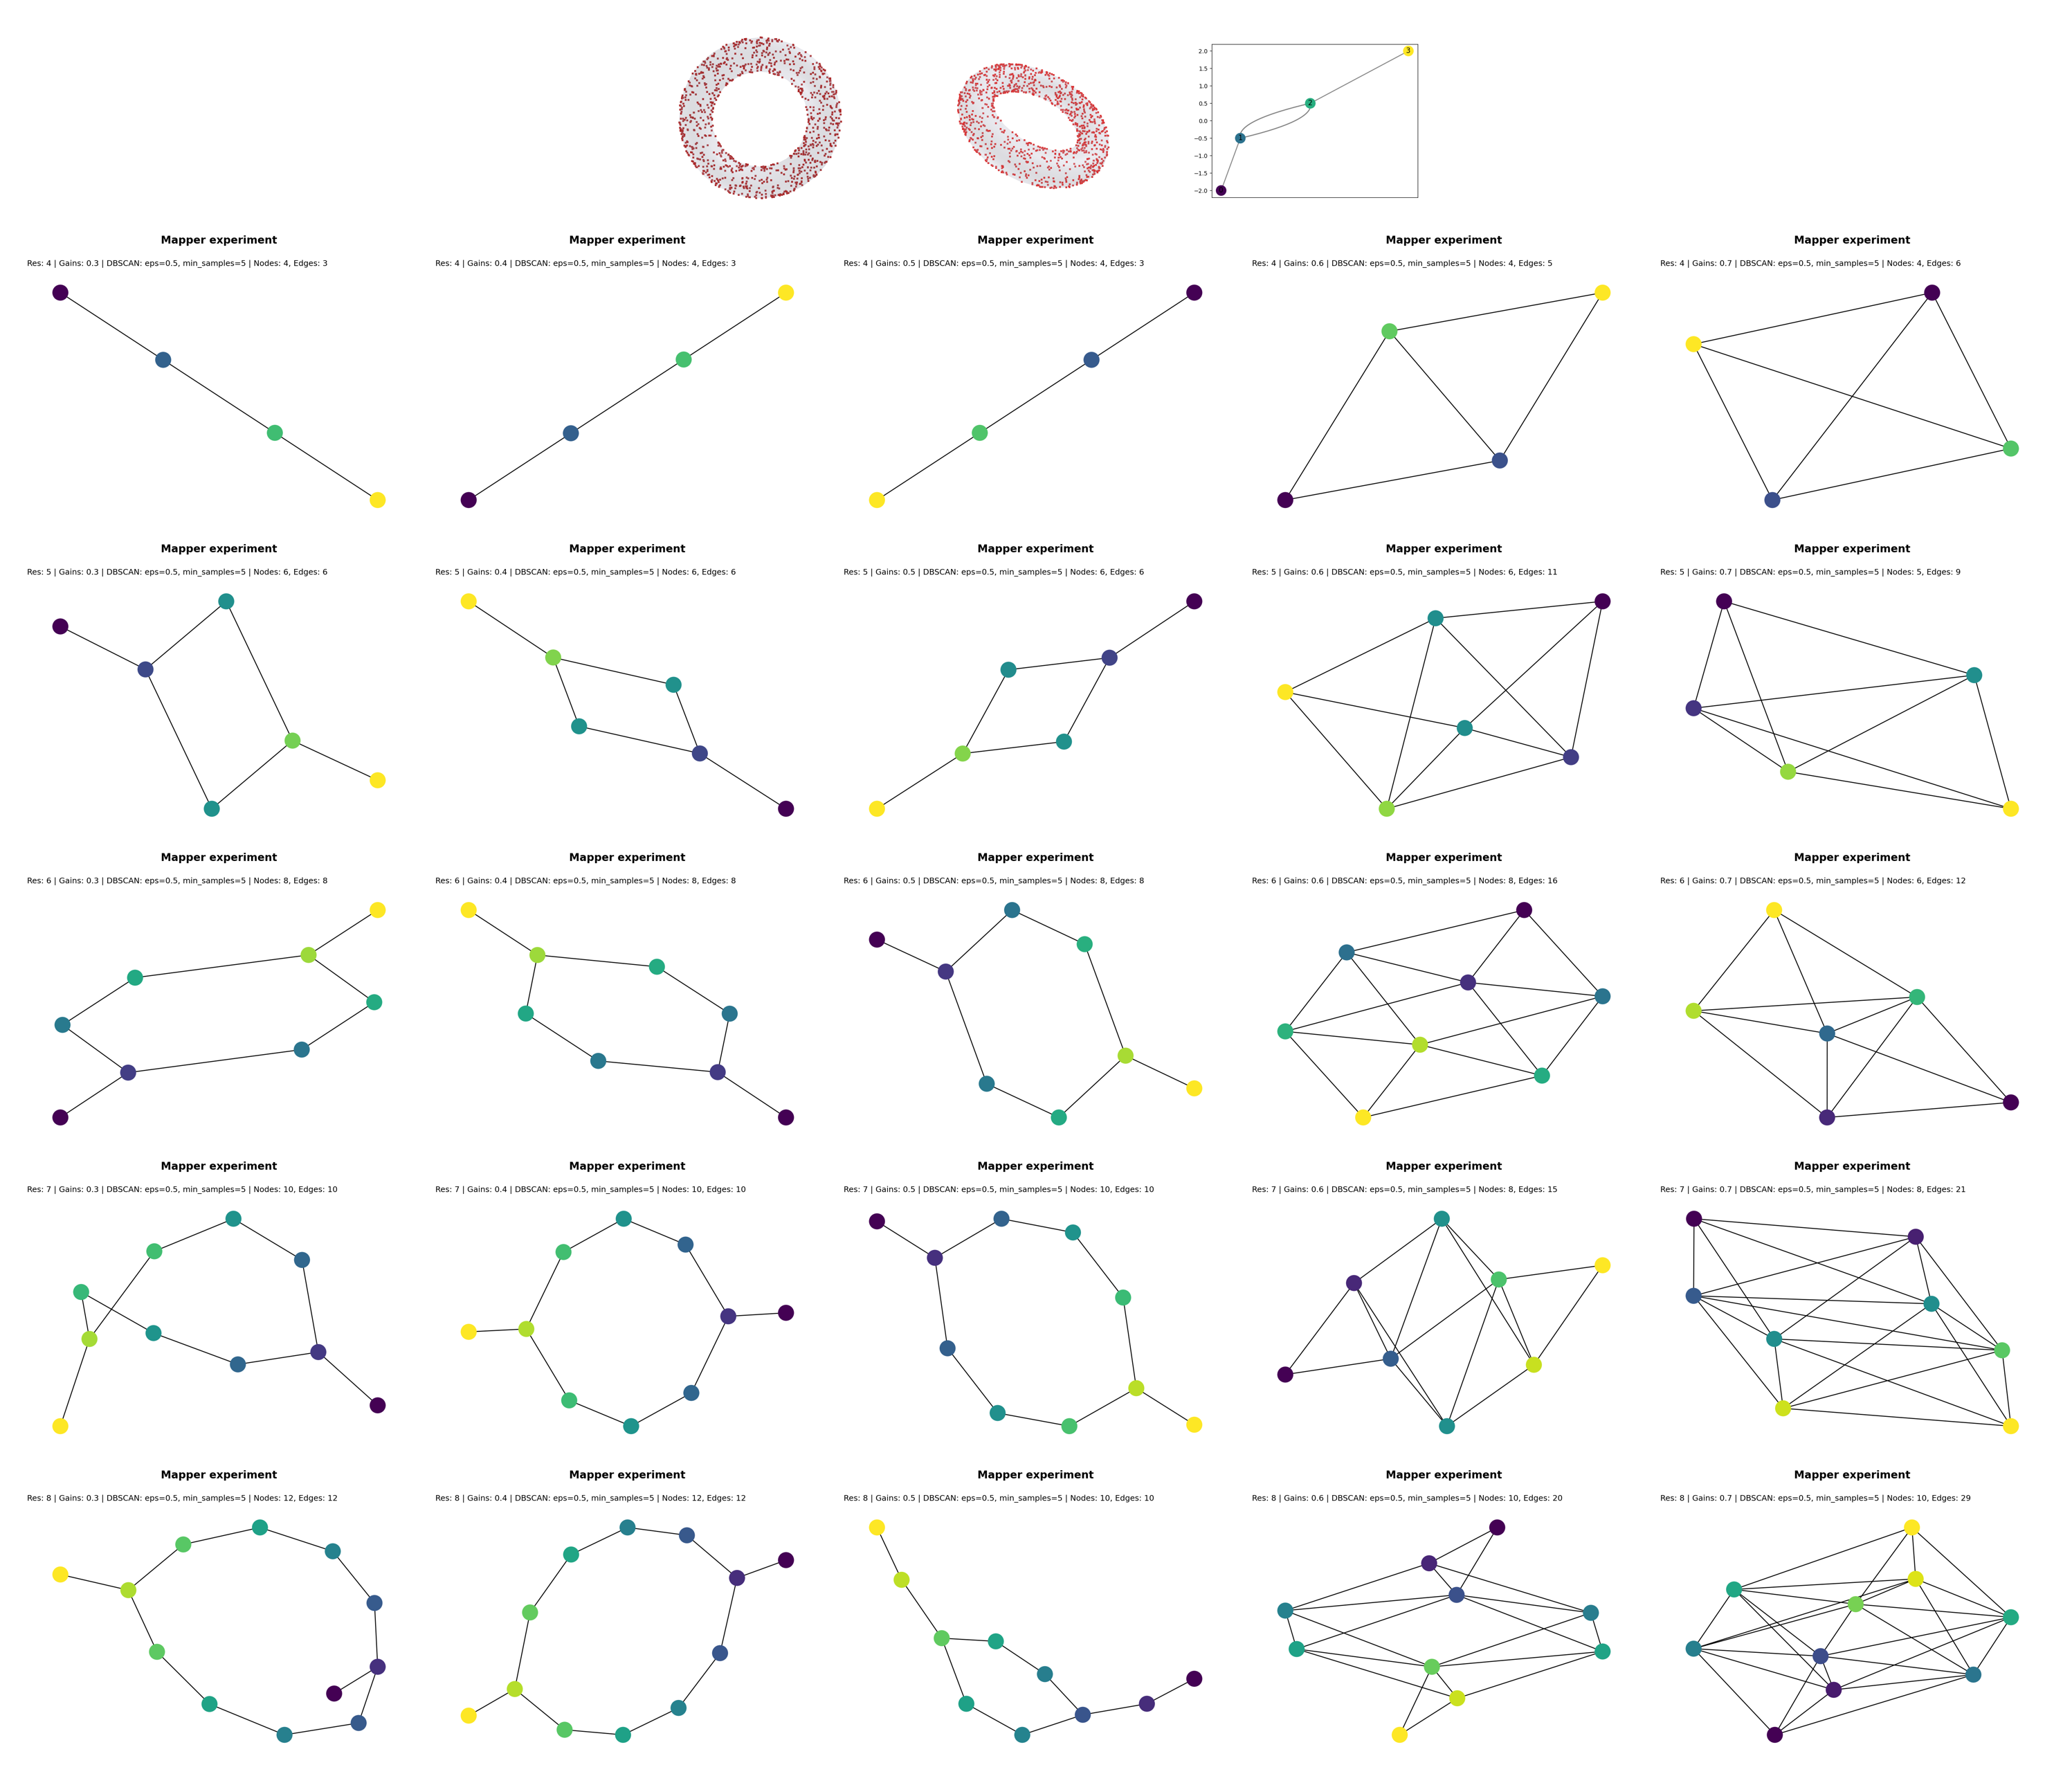 2.0
1.5
1.0
0.5
0.0
−0.5
−1.0
−1.5
−2.0
3
2
1
Mapper experiment
Res: 4 | Gains: 0.3 | DBSCAN: eps=0.5, min_samples=5 | Nodes: 4, Edges: 3
Mapper experiment
Res: 4 | Gains: 0.4 | DBSCAN: eps=0.5, min_samples=5 | Nodes: 4, Edges: 3
Mapper experiment
Res: 4 | Gains: 0.5 | DBSCAN: eps=0.5, min_samples=5 | Nodes: 4, Edges: 3
Mapper experiment
Res: 4 | Gains: 0.6 | DBSCAN: eps=0.5, min_samples=5 | Nodes: 4, Edges: 5
Mapper experiment
Res: 4 | Gains: 0.7 | DBSCAN: eps=0.5, min_samples=5 | Nodes: 4, Edges: 6
Mapper experiment
Res: 5 | Gains: 0.3 | DBSCAN: eps=0.5, min_samples=5 | Nodes: 6, Edges: 6
Mapper experiment
Res: 5 | Gains: 0.4 | DBSCAN: eps=0.5, min_samples=5 | Nodes: 6, Edges: 6
Mapper experiment
Res: 5 | Gains: 0.5 | DBSCAN: eps=0.5, min_samples=5 | Nodes: 6, Edges: 6
Mapper experiment
Res: 5 | Gains: 0.6 | DBSCAN: eps=0.5, min_samples=5 | Nodes: 6, Edges: 11
Mapper experiment
Res: 5 | Gains: 0.7 | DBSCAN: eps=0.5, min_samples=5 | Nodes: 5, Edges: 9
Mapper experiment
Res: 6 | Gains: 0.3 | DBSCAN: eps=0.5, min_samples=5 | Nodes: 8, Edges: 8
Mapper experiment
Res: 6 | Gains: 0.4 | DBSCAN: eps=0.5, min_samples=5 | Nodes: 8, Edges: 8
Mapper experiment
Res: 6 | Gains: 0.5 | DBSCAN: eps=0.5, min_samples=5 | Nodes: 8, Edges: 8
Mapper experiment
Res: 6 | Gains: 0.6 | DBSCAN: eps=0.5, min_samples=5 | Nodes: 8, Edges: 16
Mapper experiment
Res: 6 | Gains: 0.7 | DBSCAN: eps=0.5, min_samples=5 | Nodes: 6, Edges: 12
Mapper experiment
Res: 7 | Gains: 0.3 | DBSCAN: eps=0.5, min_samples=5 | Nodes: 10, Edges: 10
Mapper experiment
Res: 7 | Gains: 0.4 | DBSCAN: eps=0.5, min_samples=5 | Nodes: 10, Edges: 10
Mapper experiment
Res: 7 | Gains: 0.5 | DBSCAN: eps=0.5, min_samples=5 | Nodes: 10, Edges: 10
Mapper experiment
Res: 7 | Gains: 0.6 | DBSCAN: eps=0.5, min_samples=5 | Nodes: 8, Edges: 15
Mapper experiment
Res: 7 | Gains: 0.7 | DBSCAN: eps=0.5, min_samples=5 | Nodes: 8, Edges: 21
Mapper experiment
Res: 8 | Gains: 0.3 | DBSCAN: eps=0.5, min_samples=5 | Nodes: 12, Edges: 12
Mapper experiment
Res: 8 | Gains: 0.4 | DBSCAN: eps=0.5, min_samples=5 | Nodes: 12, Edges: 12
Mapper experiment
Res: 8 | Gains: 0.5 | DBSCAN: eps=0.5, min_samples=5 | Nodes: 10, Edges: 10
Mapper experiment
Res: 8 | Gains: 0.6 | DBSCAN: eps=0.5, min_samples=5 | Nodes: 10, Edges: 20
Mapper experiment
Res: 8 | Gains: 0.7 | DBSCAN: eps=0.5, min_samples=5 | Nodes: 10, Edges: 29